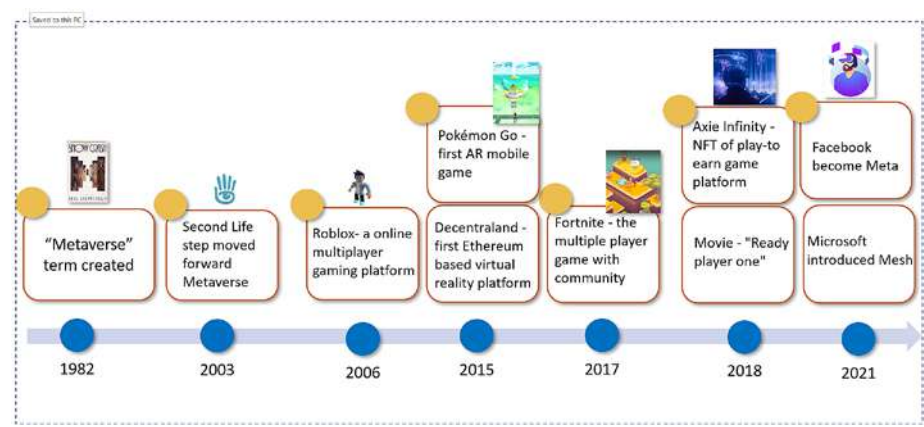 Saved to this PC
SNOW CRASH
"Metaverse"
term created
Second Life
step moved
forward
Metaverse
Roblox- a online
multiplayer
gaming platform
Pokémon Go -
first AR mobile
game
Decentraland -
first Ethereum
based virtual
reality platform
Fortnite - the
multiple player
game with
community
Axie Infinity -
NFT of play-to
earn game
platform
Movie - "Ready
player one"
Facebook
become Meta
Microsoft
introduced Mesh
1982
2003
2006
2015
2017
2018
2021